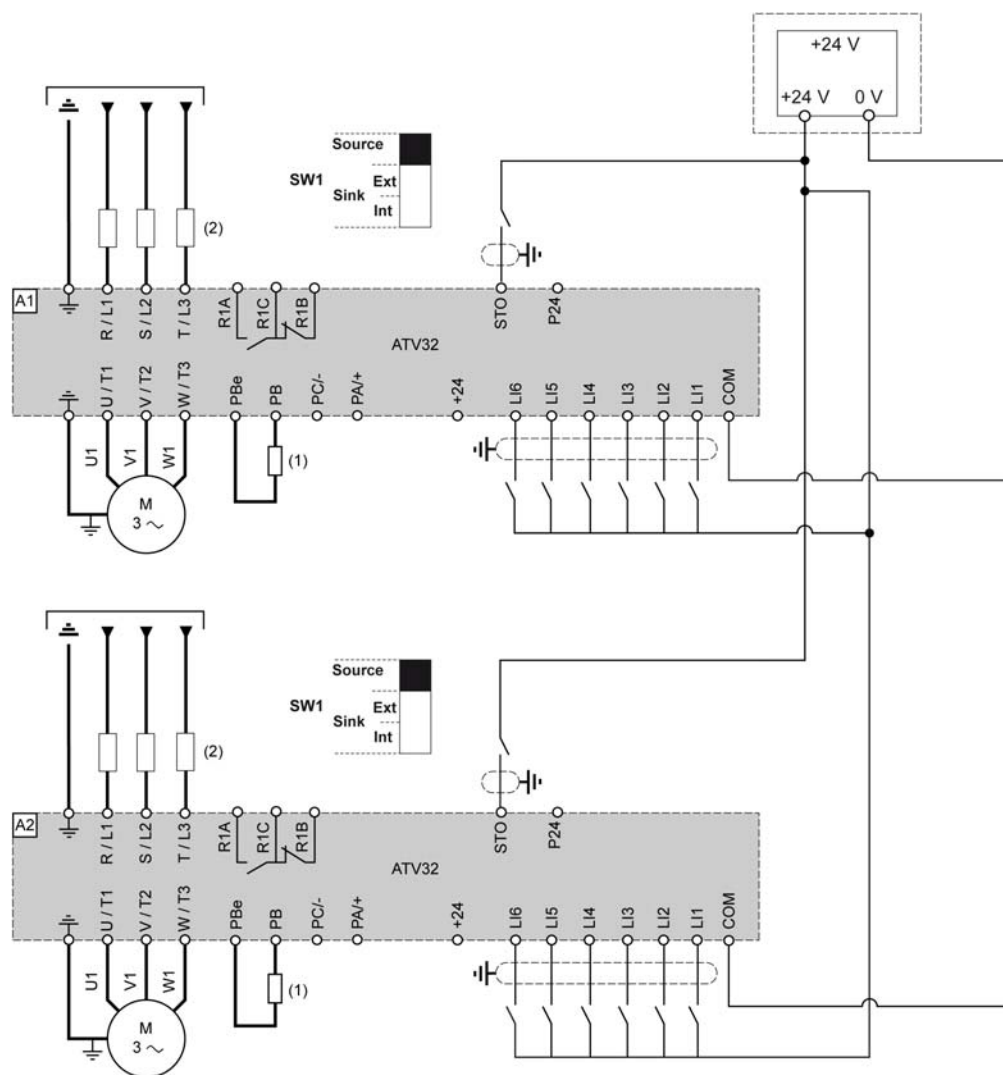 +24 V
+24 V 0 V
Source
SW1 Sink Ext
Int
(2)
A1
R / L1 S / L2 T / L3 R1A R1C R1B STO P24
ATV32
U / T1 V / T2 W / T3 PBe PB PC/- PA/+ +24 LI6 LI5 LI4 LI3 LI2 LI1 COM
U1 V1 W1 (1)
M
3 ~
Source
SW1 Sink Ext
Int
(2)
A2
R / L1 S / L2 T / L3 R1A R1C R1B STO P24
ATV32
U / T1 V / T2 W / T3 PBe PB PC/- PA/+ +24 LI6 LI5 LI4 LI3 LI2 LI1 COM
U1 V1 W1 (1)
M
3 ~